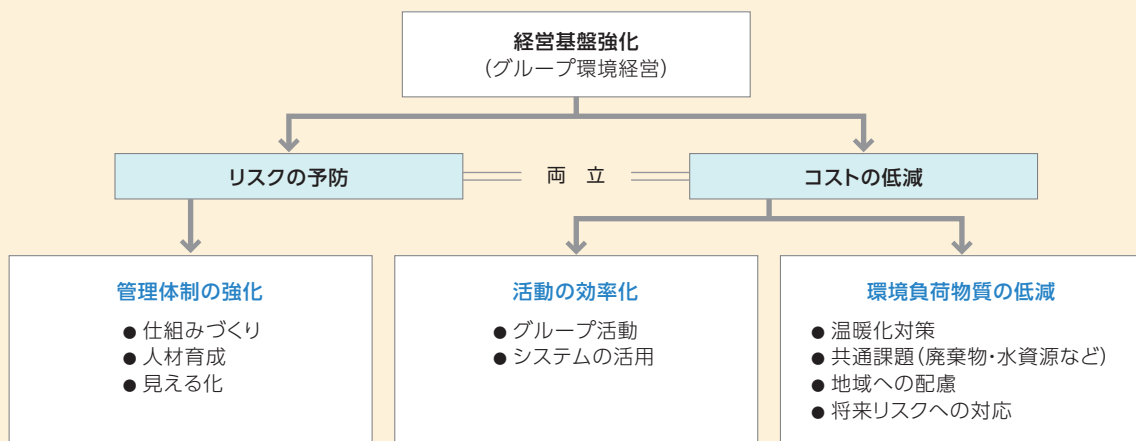 経営基盤強化
（グループ環境経営）
リスクの予防
両 立
コストの低減
管理体制の強化
● 仕組みづくり
● 人材育成
● 見える化
活動の効率化
● グループ活動
● システムの活用
環境負荷物質の低減
● 温暖化対策
● 共通課題（廃棄物・水資源など）
● 地域への配慮
● 将来リスクへの対応